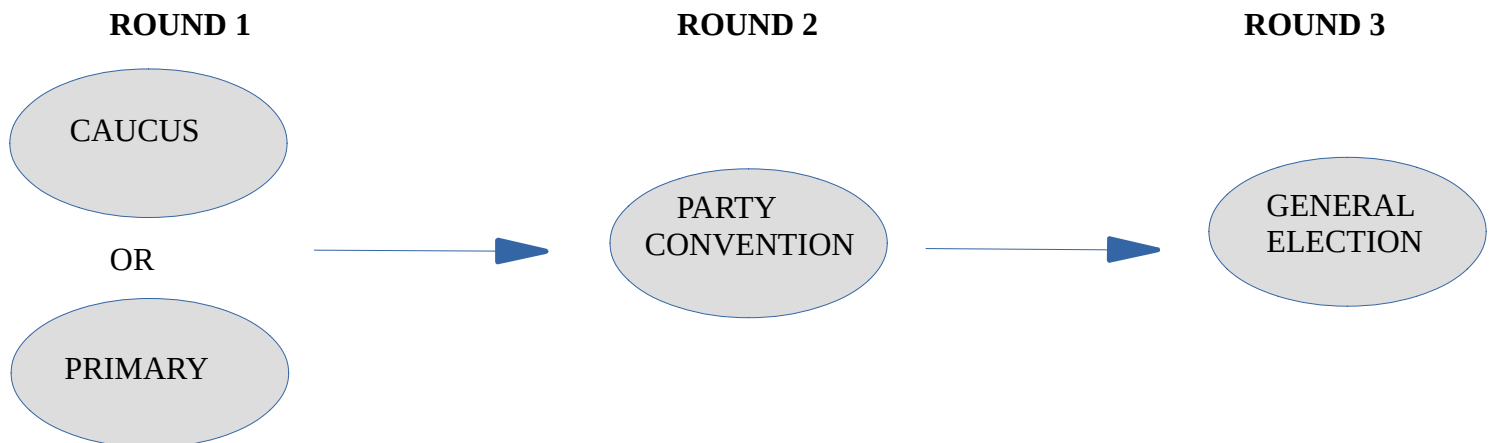 ROUND 1
ROUND 2
ROUND 3
CAUCUS
OR
PRIMARY
PARTY
CONVENTION
GENERAL
ELECTION